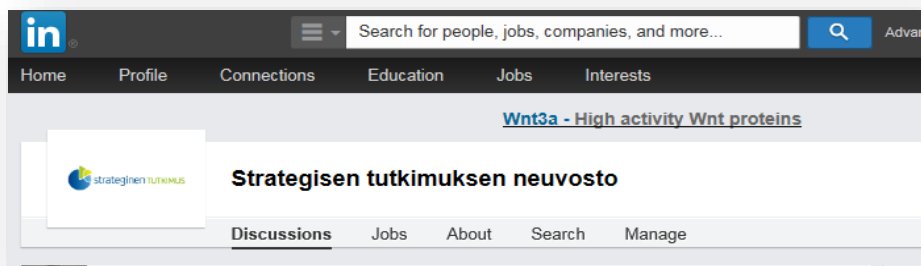 in ®
Search for people, jobs, companies, and more...
Advan
Home Profile Connections Education Jobs Interests
Wnt3a - High activity Wnt proteins
strateginen TUTKIMUS
Strategisen tutkimuksen neuvosto
Discussions Jobs About Search Manage